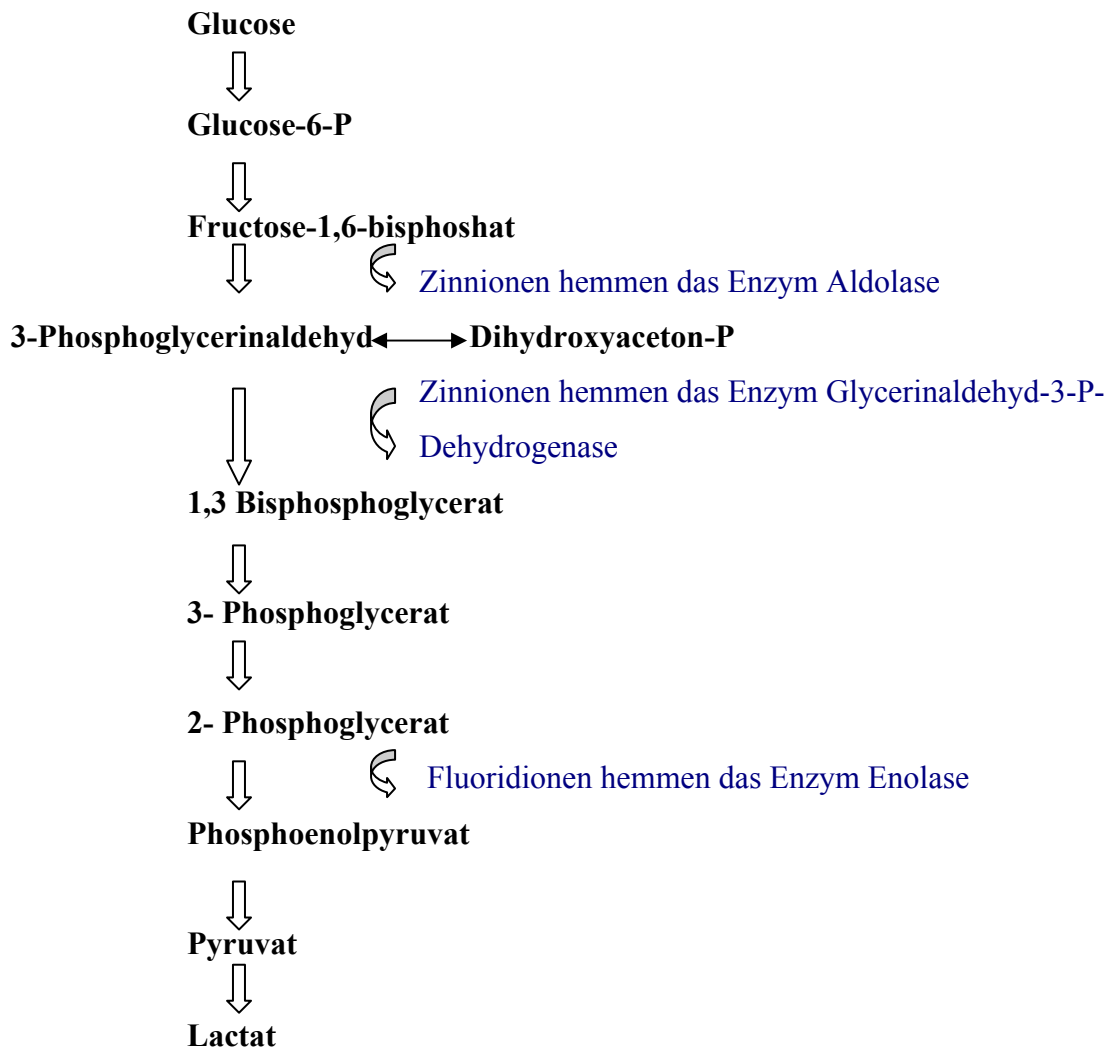 Glucose
Glucose-6-P
Fructose-1,6-bisphoshat
Zinnionen hemmen das Enzym Aldolase
3-Phosphoglycerinaldehyd Dihydroxyaceton-P
Zinnionen hemmen das Enzym Glycerinaldehyd-3-P-
Dehydrogenase
1,3 Bisphosphoglycerat
3- Phosphoglycerat
2- Phosphoglycerat
Fluoridionen hemmen das Enzym Enolase
Phosphoenolpyruvat
Pyruvat
Lactat